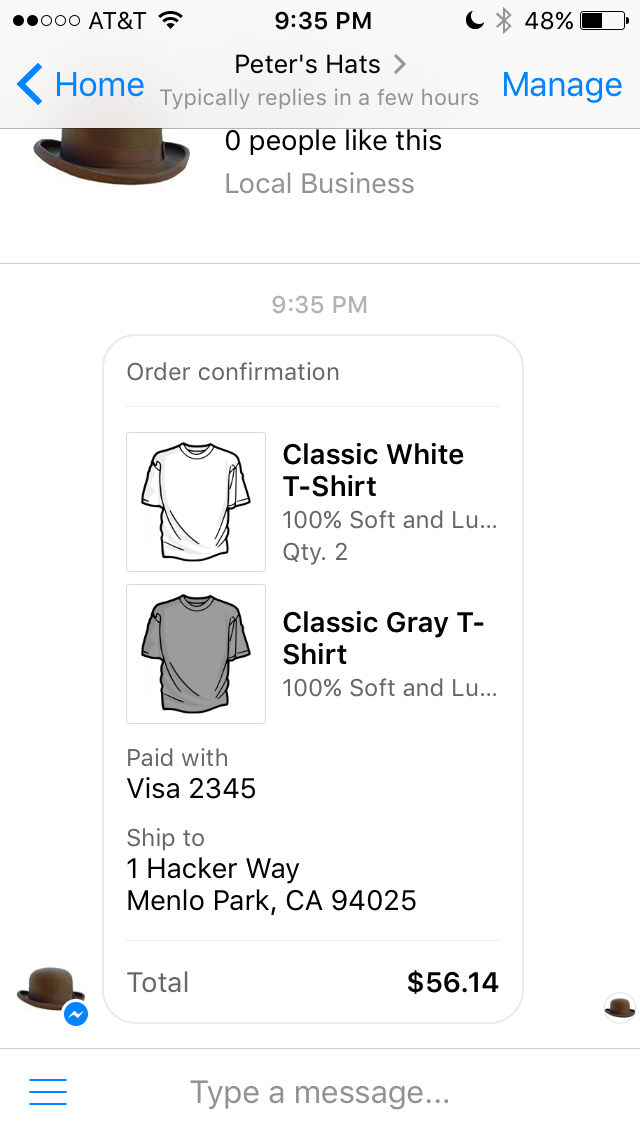 AT&T 9:35 PM 48%
Home Peter's Hats Manage
Typically replies in a few hours
0 people like this
Local Business
9:35 PM
Order confirmation
Classic White
T-Shirt
100% Soft and Lu...
Qty. 2
Classic Gray T-
Shirt
100% Soft and Lu...
Paid with
Visa 2345
Ship to
1 Hacker Way
Menlo Park, CA 94025
Total $56.14
Type a message...